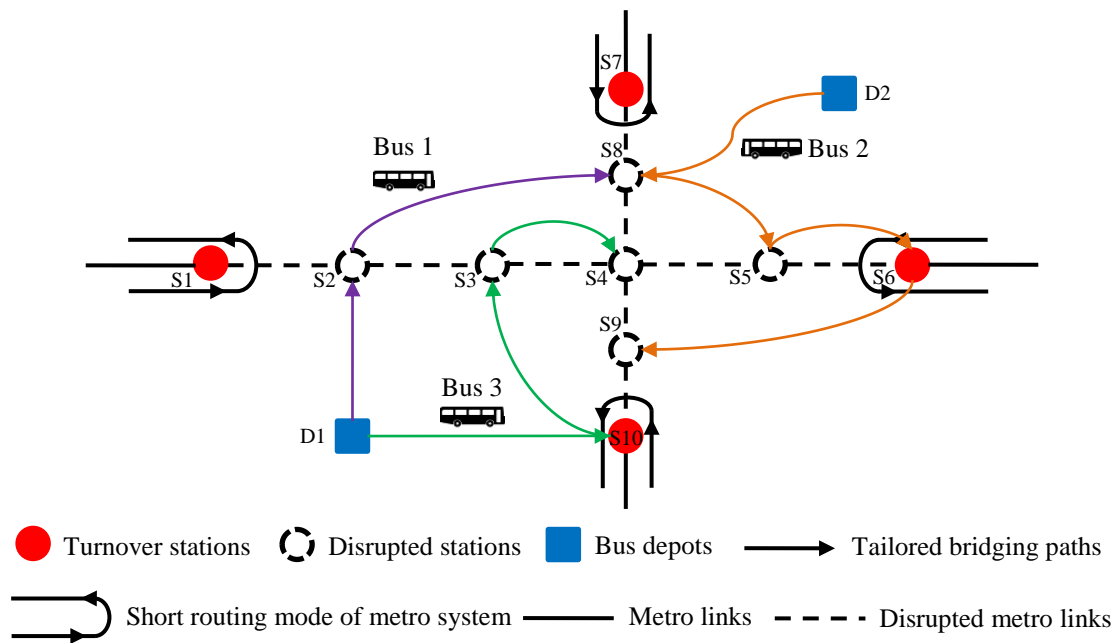 S7
D2
Bus 1
S8
Bus 2
S1
S2
S3
S4
S5
S6
S9
Bus 3
D1
S10
Turnover stations
Disrupted stations
Bus depots
Tailored bridging paths
Short routing mode of metro system
Metro links
Disrupted metro links